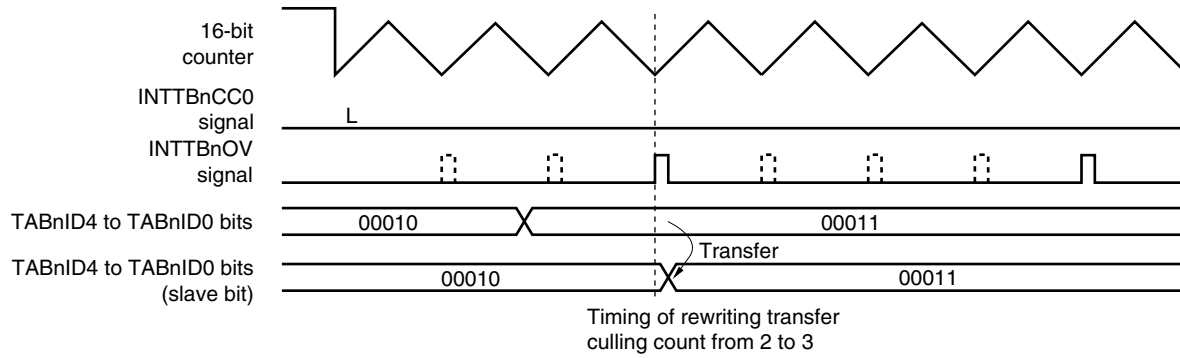 16-bit
counter
INTTBnCC0
signal
L
INTTBnOV
signal
TABnID4 to TABnID0 bits
00010
00011
Transfer
TABnID4 to TABnID0 bits
(slave bit)
00010
00011
Timing of rewriting transfer
culling count from 2 to 3